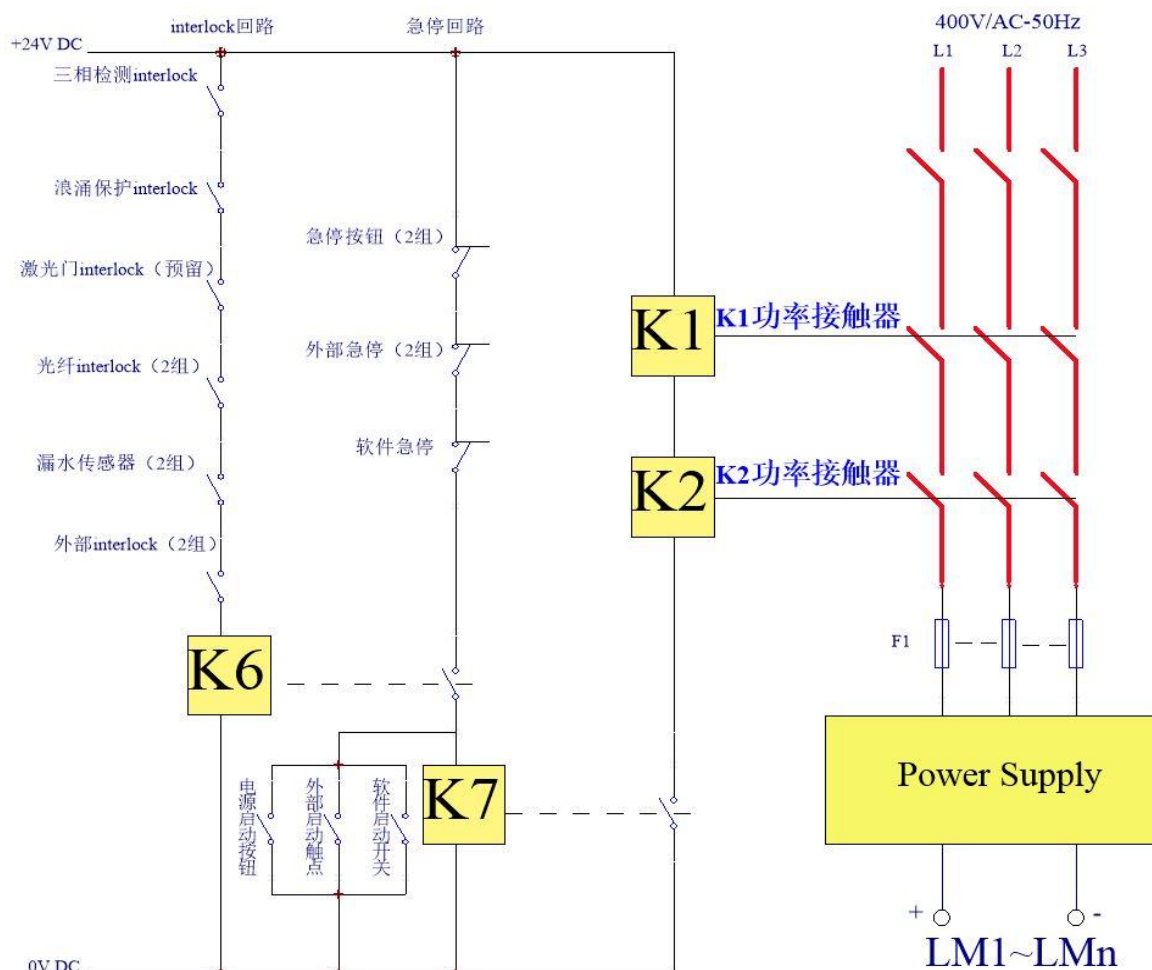 interlock回路
急停回路
400V/AC-50Hz
+24V DC
L1
L2
L3
三相检测interlock
浪涌保护interlock
急停按钮（2组）
激光门interlock（预留）
K1
K1功率接触器
外部急停（2组）
光纤interlock（2组）
软件急停
漏水传感器（2组）
K2
K2功率接触器
外部interlock（2组）
F1
K6
电源启动按钮
外部启动触点
软件启动开关
K7
Power Supply
+
-
LM1~LMn
0V DC